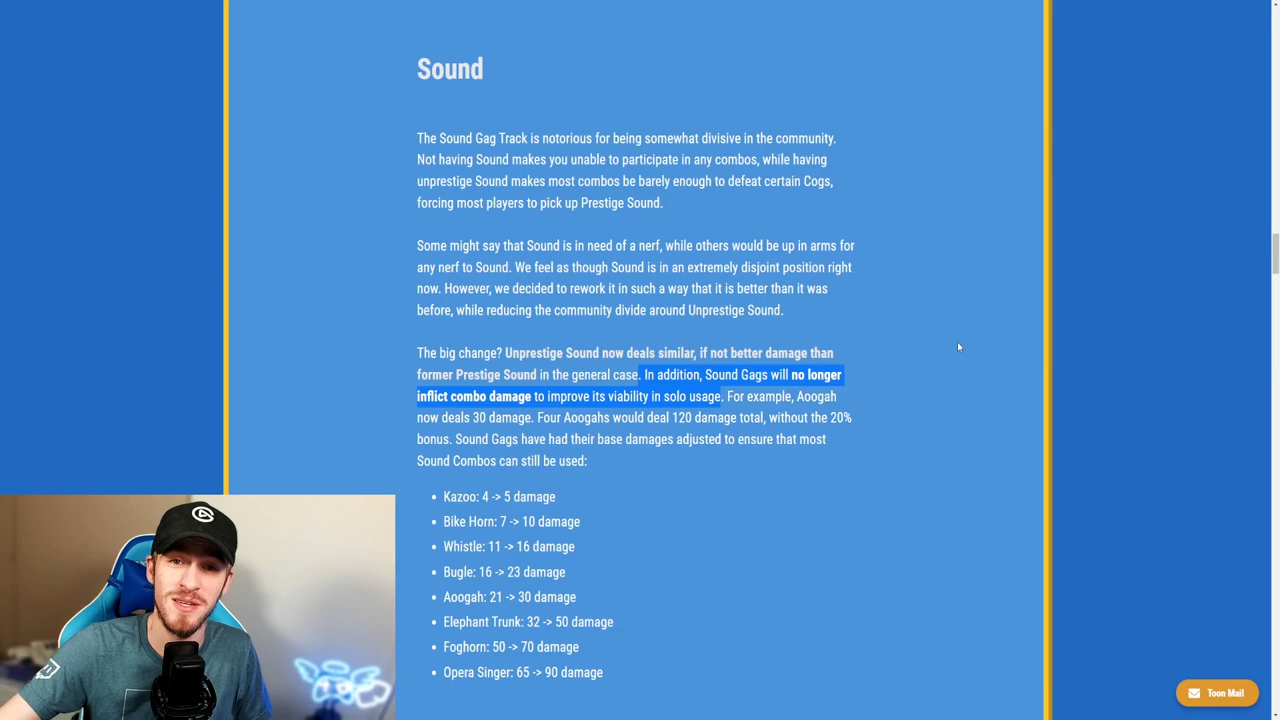 Sound
The Sound Gag Track is notorious for being somewhat divisive in the community.
Not having Sound makes you unable to participate in any combos, while having
unprestige Sound makes most combos be barely enough to defeat certain Cogs,
forcing most players to pick up Prestige Sound.
Some might say that Sound is in need of a nerf, while others would be up in arms for
any nerf to Sound. We feel as though Sound is in an extremely disjoint position right
now. However, we decided to rework it in such a way that it is better than it was
before, while reducing the community divide around Unprestige Sound.
The big change? Unprestige Sound now deals similar, if not better damage than
former Prestige Sound in the general case. In addition, Sound Gags will no longer
inflict combo damage to improve its viability in solo usage. For example, Aoogah
now deals 30 damage. Four Aoogahs would deal 120 damage total, without the 20%
bonus. Sound Gags have had their base damages adjusted to ensure that most
Sound Combos can still be used:
• Kazoo: 4 -> 5 damage
• Bike Horn: 7 -> 10 damage
• Whistle: 11 -> 16 damage
• Bugle: 16 -> 23 damage
• Aoogah: 21 -> 30 damage
• Elephant Trunk: 32 -> 50 damage
• Foghorn: 50 -> 70 damage
• Opera Singer: 65 -> 90 damage
Toon Mail